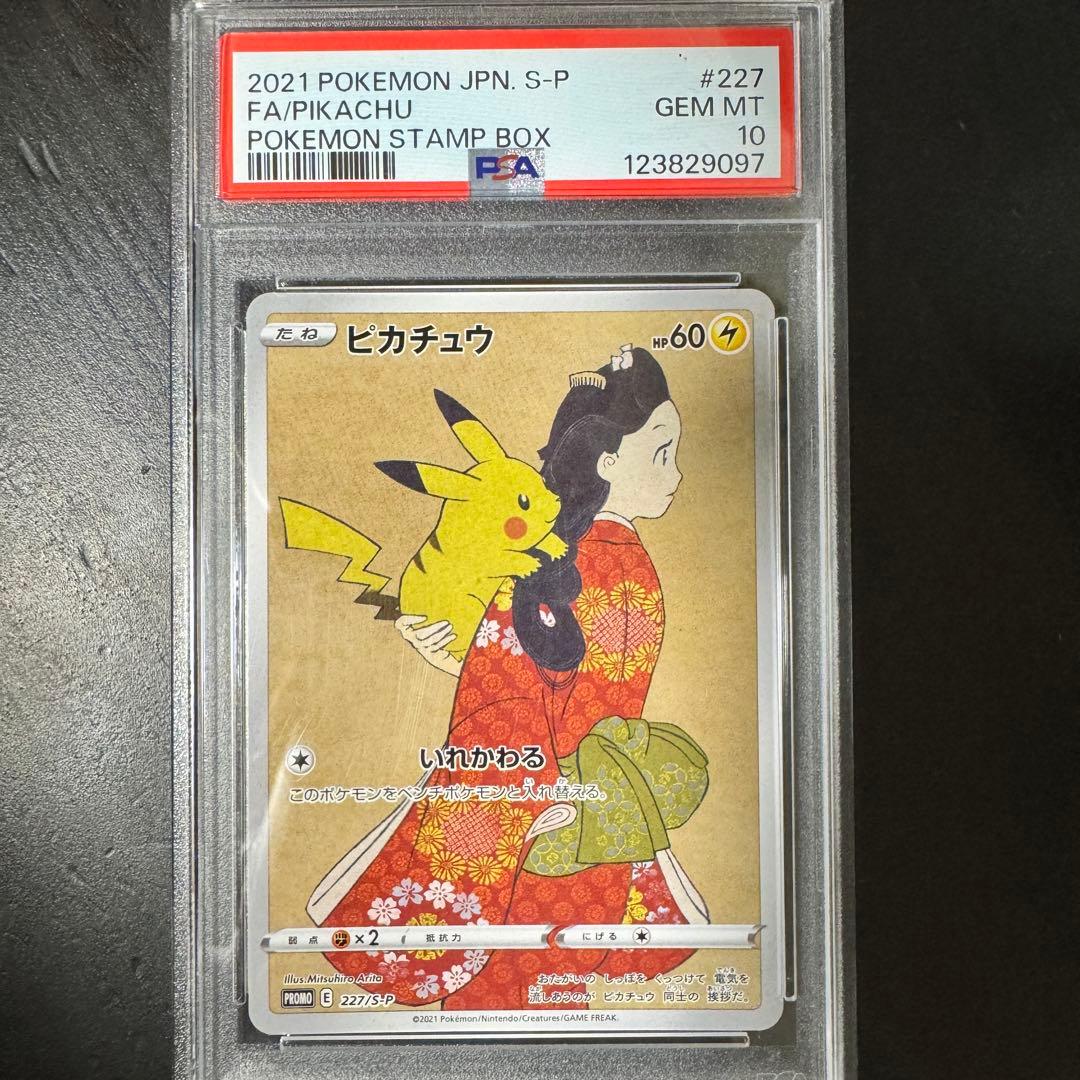 2021 POKEMON JPN. S-P #227
FA/PIKACHU GEM MT
POKEMON STAMP BOX 10
PSA 123829097
たね ピカチュウ HP60
いれかわる
このポケモンをベンチポケモンと入れ替える。
弱点 ×2 抵抗力 にげる
Illus. Mitsuhiro Arita
おたがいの しっぽを くっつけて 電気を
流しあうのが ピカチュウ 同士の 挨拶だ。
PROMO E 227/S-P
©2021 Pokémon/Nintendo/Creatures/GAME FREAK.